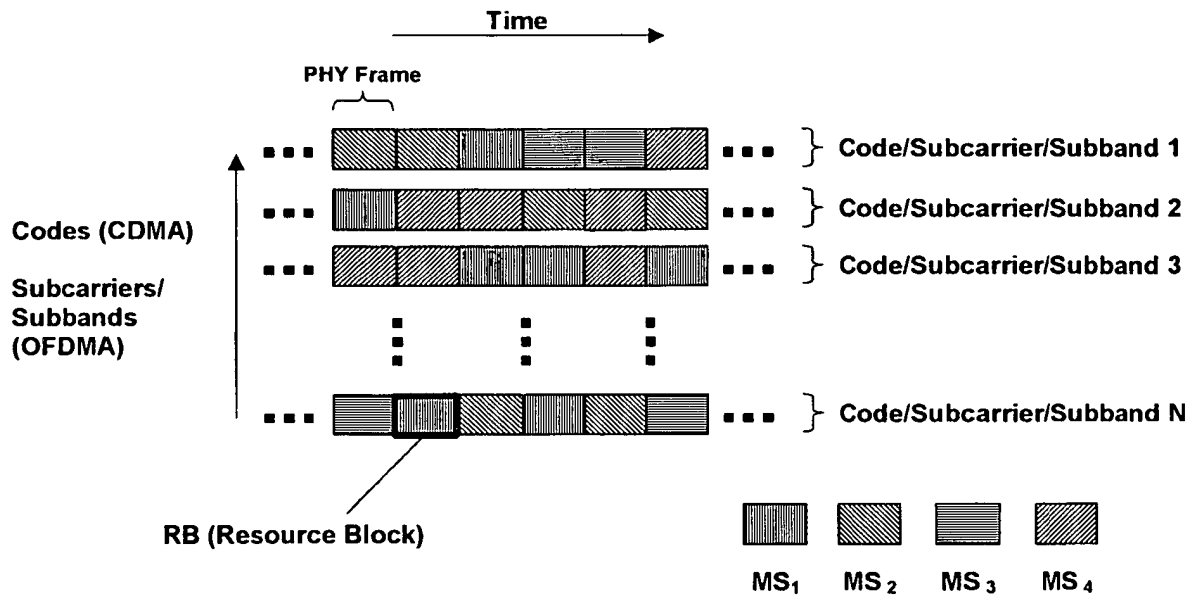 Time
PHY Frame
Code/Subcarrier/Subband 1
Code/Subcarrier/Subband 2
Codes (CDMA)
Code/Subcarrier/Subband 3
Subcarriers/
Subbands
(OFDMA)
Code/Subcarrier/Subband N
RB (Resource Block)
MS₁ MS₂ MS₃ MS₄